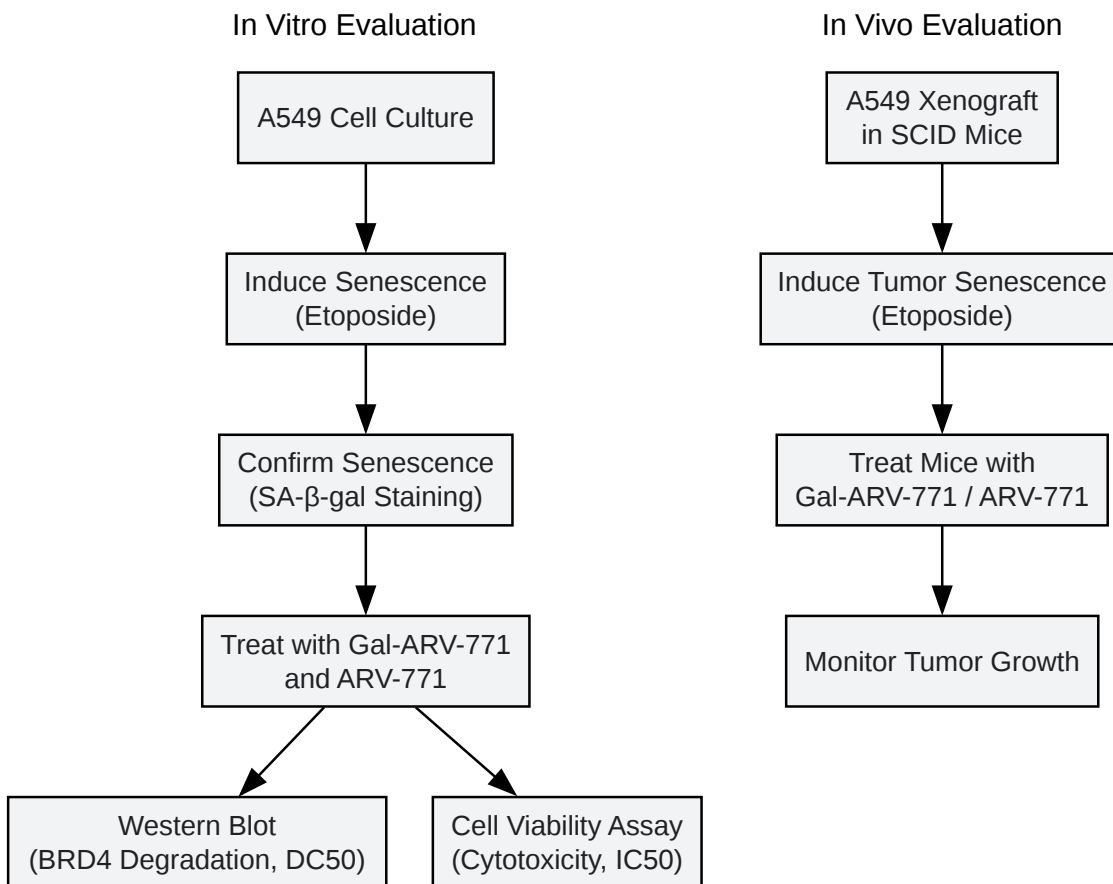 In Vitro Evaluation
A549 Cell Culture
Induce Senescence
(Etoposide)
Confirm Senescence
(SA-β-gal Staining)
Treat with Gal-ARV-771
and ARV-771
Western Blot
(BRD4 Degradation, DC50)
Cell Viability Assay
(Cytotoxicity, IC50)
In Vivo Evaluation
A549 Xenograft
in SCID Mice
Induce Tumor Senescence
(Etoposide)
Treat Mice with
Gal-ARV-771 / ARV-771
Monitor Tumor Growth